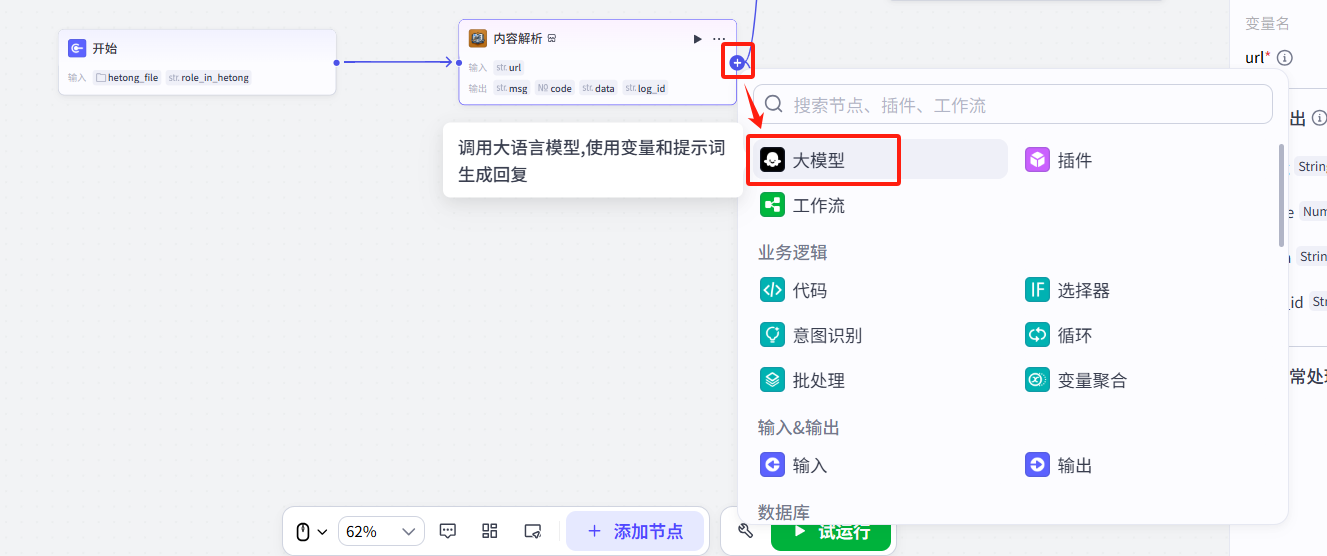 开始
输入 hetong_file str. role_in_hetong
内容解析
输入 str. url
输出 str. msg N0 code str. data str. log_id
调用大语言模型,使用变量和提示词
生成回复
搜索节点、插件、工作流
大模型 插件
工作流
业务逻辑
代码 选择器
意图识别 循环
批处理 变量聚合
输入&输出
输入 输出
数据库
变量名
url*
出
Strin
e Num
Strin
_id Str
常处理
62%
添加节点
试运行